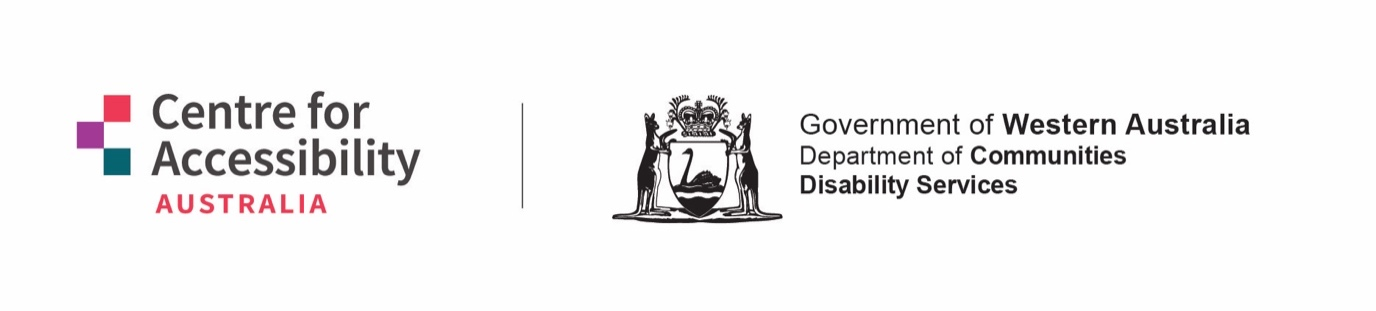 Centre for
Accessibility
AUSTRALIA
Government of Western Australia
Department of Communities
Disability Services